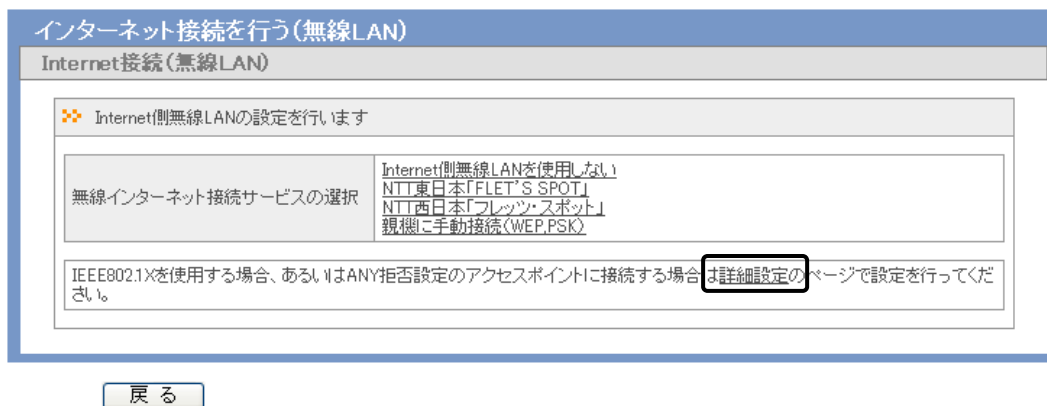 インターネット接続を行う(無線LAN)
Internet接続(無線LAN)
Internet側無線LANの設定を行います
無線インターネット接続サービスの選択
Internet側無線LANを使用しない
NTT東日本「FLET'S SPOT」
NTT西日本「フレッツ・スポット」
親機に手動接続(WEP,PSK)
IEEE802.1Xを使用する場合、あるいはANY拒否設定のアクセスポイントに接続する場合は詳細設定のページで設定を行ってくだ
さい。
戻る